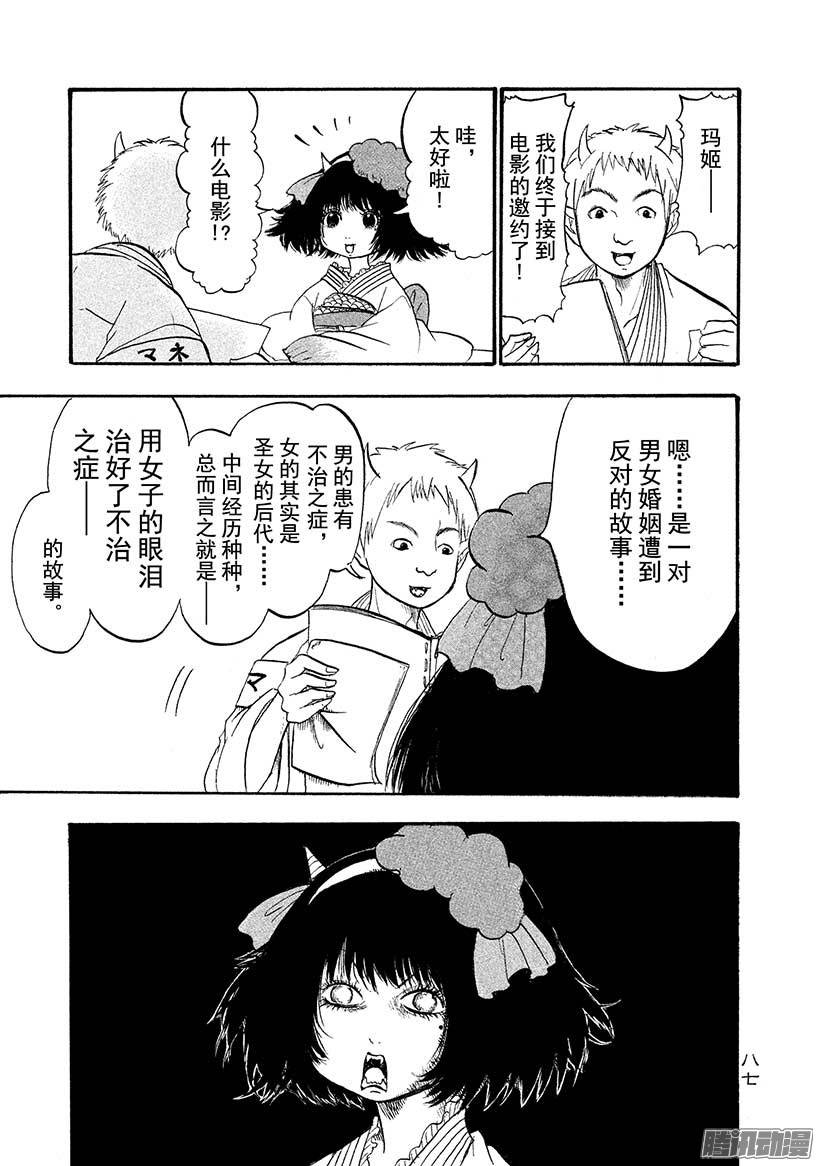 玛姬——
我们终于接到
电影的邀约了！
哇，
太好啦！
什么电影!?
マネ
嗯……是一对
男女婚姻遭到
反对的故事……
男的患有
不治之症，
女的其实是
圣女的后代……
中间经历种种，
总而言之就是——
用女子的眼泪
治好了不治
之症——
的故事。
マ
八七
腾讯动漫